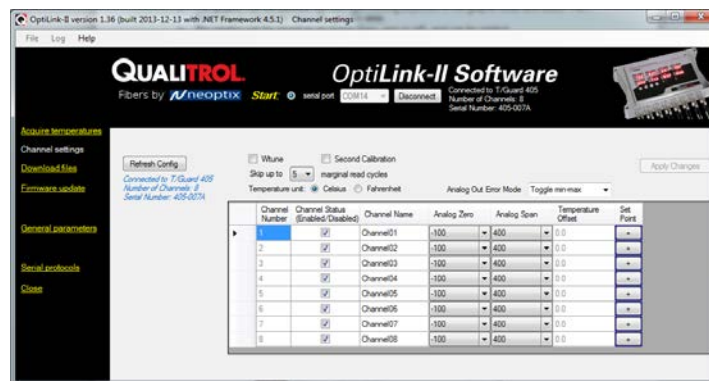 OptiLink-II version 1.36 (built 2013-12-13 with .NET Framework 4.5.1) Channel settings
File Log Help
QUALITROL
OptiLink-II Software
Fibers by neoptix Start: serial port COM14 Disconnect
Connected to T/Guard 405
Number of Channels: 8
Serial Number: 405-007A
Acquire temperatures
Channel settings
Download files
Firmware update
General parameters
Serial protocols
Close
Refresh Config
Connected to T/Guard 405
Number of Channels: 8
Serial Number: 405-007A
Wtune Second Calibration
Skip up to 5 marginal read cycles
Temperature unit: Celsius Fahrenheit Analog Out Error Mode Toggle min-max
Apply Changes
Channel Number Channel Status (Enabled/Disabled) Channel Name Analog Zero Analog Span Temperature Offset Set Point
1 Channel01 -100 400 0.0 +
2 Channel02 -100 400 0.0 +
3 Channel03 -100 400 0.0 +
4 Channel04 -100 400 0.0 +
5 Channel05 -100 400 0.0 +
6 Channel06 -100 400 0.0 +
7 Channel07 -100 400 0.0 +
8 Channel08 -100 400 0.0 +